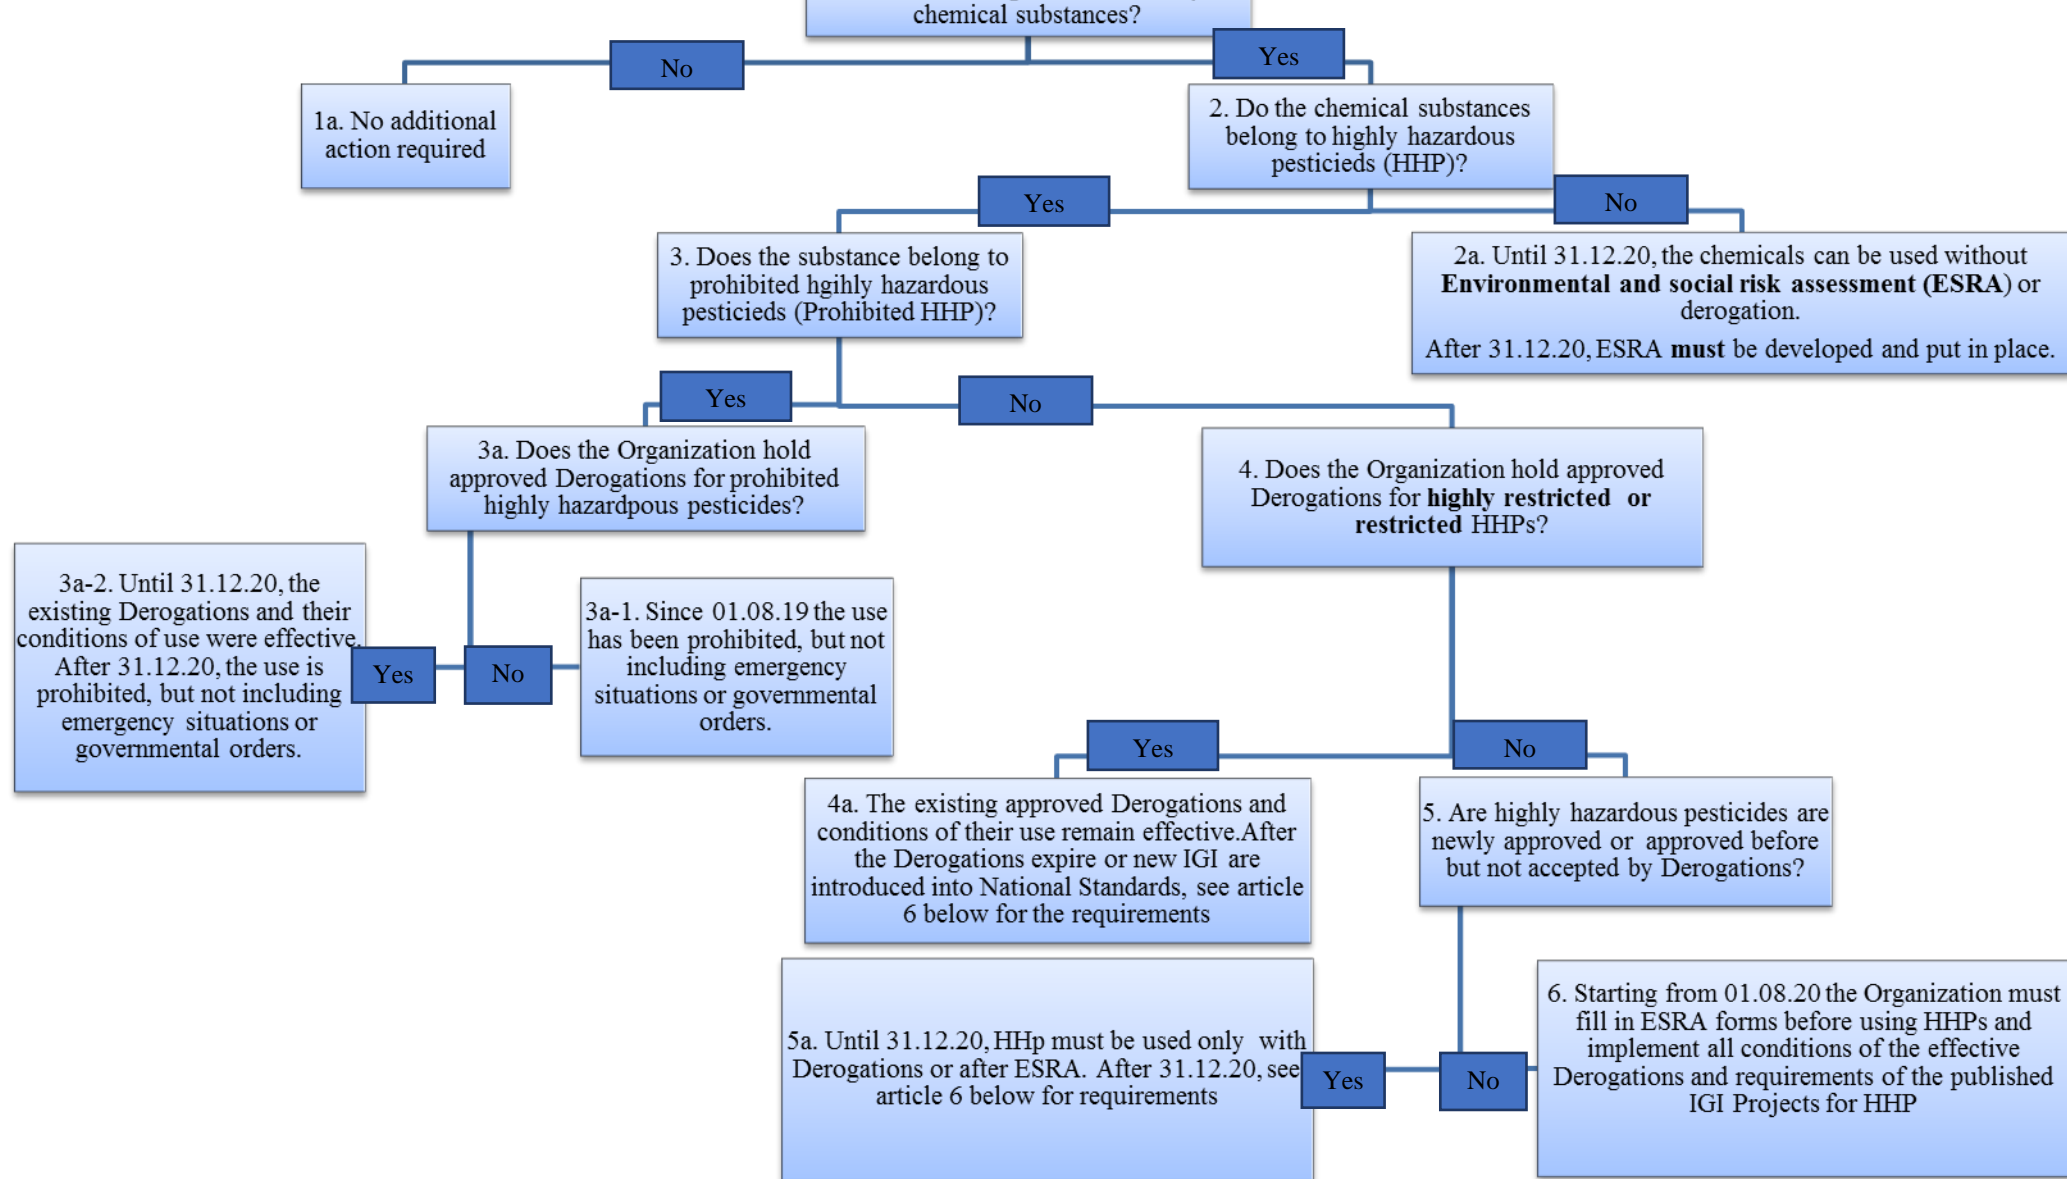 chemical substances?
No
Yes
1a. No additional
action required
2. Do the chemical substances
belong to highly hazardous
pesticieds (HHP)?
Yes
No
3. Does the substance belong to
prohibited hgihly hazardous
pesticieds (Prohibited HHP)?
2a. Until 31.12.20, the chemicals can be used without
Environmental and social risk assessment (ESRA) or
derogation.
After 31.12.20, ESRA must be developed and put in place.
Yes
No
3a. Does the Organization hold
approved Derogations for prohibited
highly hazardpous pesticides?
4. Does the Organization hold approved
Derogations for highly restricted or
restricted HHPs?
3a-2. Until 31.12.20, the
existing Derogations and their
conditions of use were effective.
After 31.12.20, the use is
prohibited, but not including
emergency situations or
governmental orders.
Yes
No
3a-1. Since 01.08.19 the use
has been prohibited, but not
including emergency
situations or governmental
orders.
Yes
No
4a. The existing approved Derogations and
conditions of their use remain effective.After
the Derogations expire or new IGI are
introduced into National Standards, see article
6 below for the requirements
5. Are highly hazardous pesticides are
newly approved or approved before
but not accepted by Derogations?
5a. Until 31.12.20, HHp must be used only with
Derogations or after ESRA. After 31.12.20, see
article 6 below for requirements
Yes
No
6. Starting from 01.08.20 the Organization must
fill in ESRA forms before using HHPs and
implement all conditions of the effective
Derogations and requirements of the published
IGI Projects for HHP